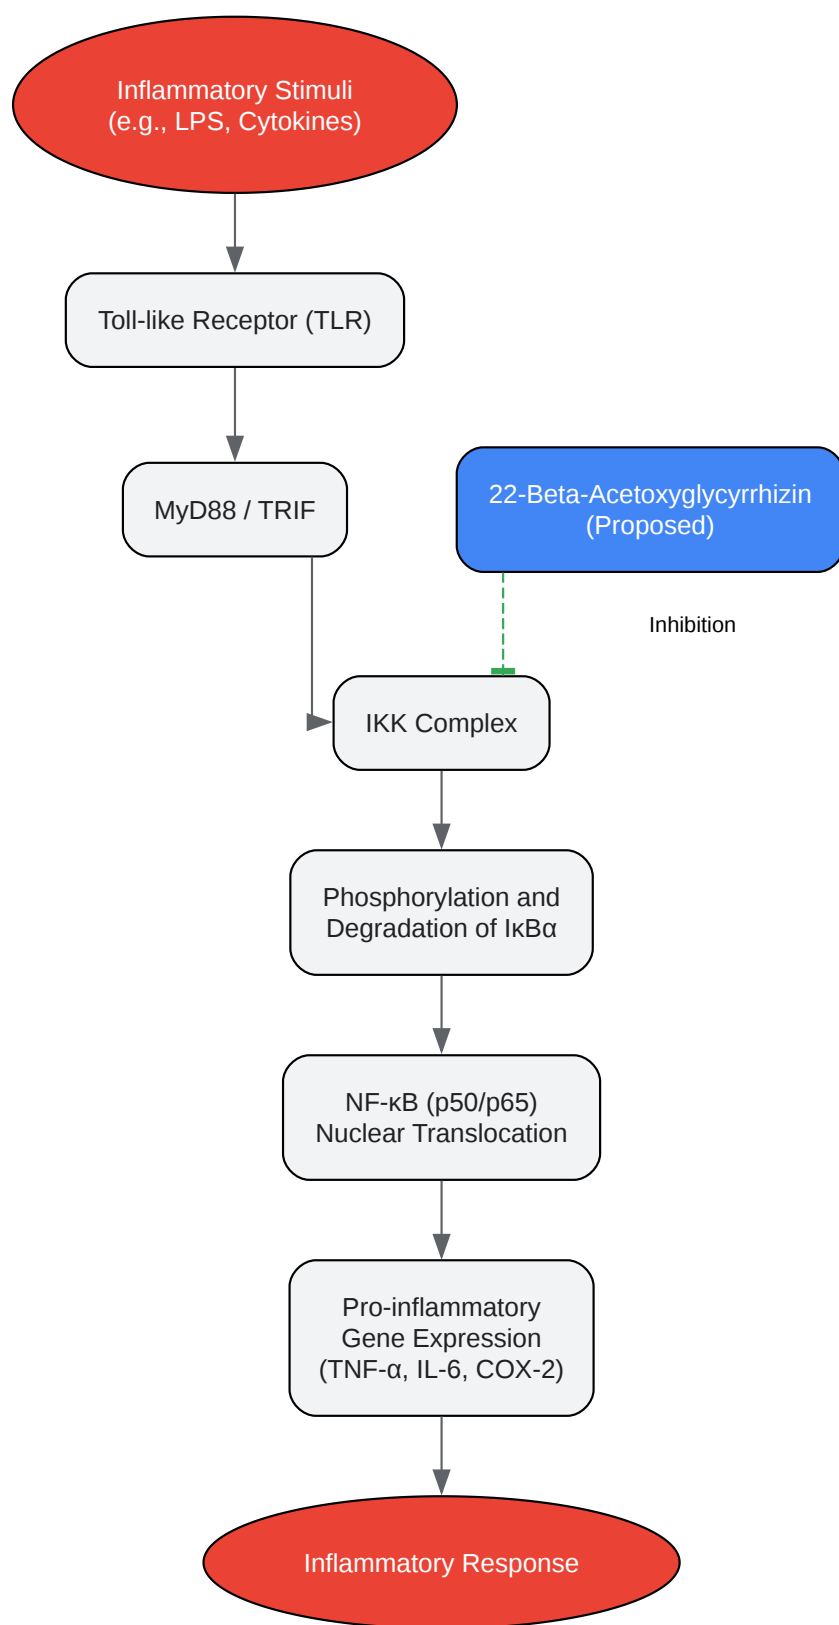 Inflammatory Stimuli
(e.g., LPS, Cytokines)
Toll-like Receptor (TLR)
MyD88 / TRIF
22-Beta-Acetoxyglycyrrhizin
(Proposed)
Inhibition
IKK Complex
Phosphorylation and
Degradation of IκBα
NF-κB (p50/p65)
Nuclear Translocation
Pro-inflammatory
Gene Expression
(TNF-α, IL-6, COX-2)
Inflammatory Response